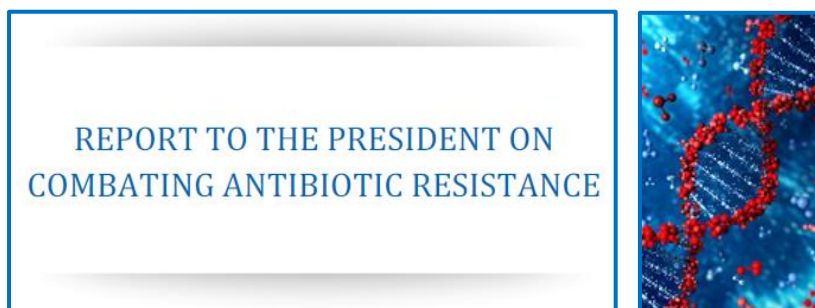 REPORT TO THE PRESIDENT ON
COMBATING ANTIBIOTIC RESISTANCE